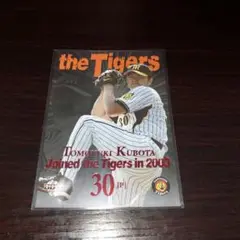 the Tigers
TOMOYUKI KUBOTA
Joined the Tigers in 2003
30 (P)